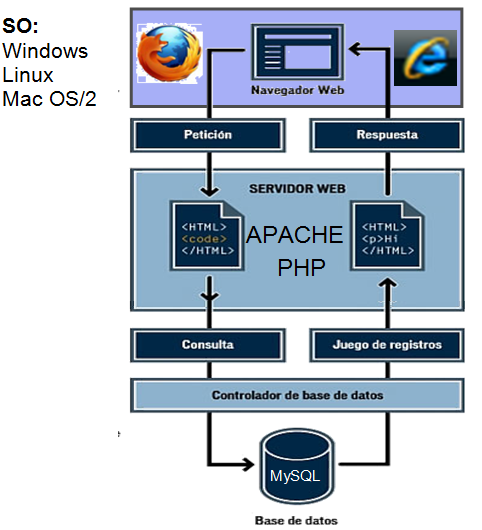 SO:
Windows
Linux
Mac OS/2
Navegador Web
Petición
Respuesta
SERVIDOR WEB
<HTML>
<code>
</HTML>
APACHE
PHP
<HTML>
<p>Hi
</HTML>
Consulta
Juego de registros
Controlador de base de datos
MySQL
Base de datos